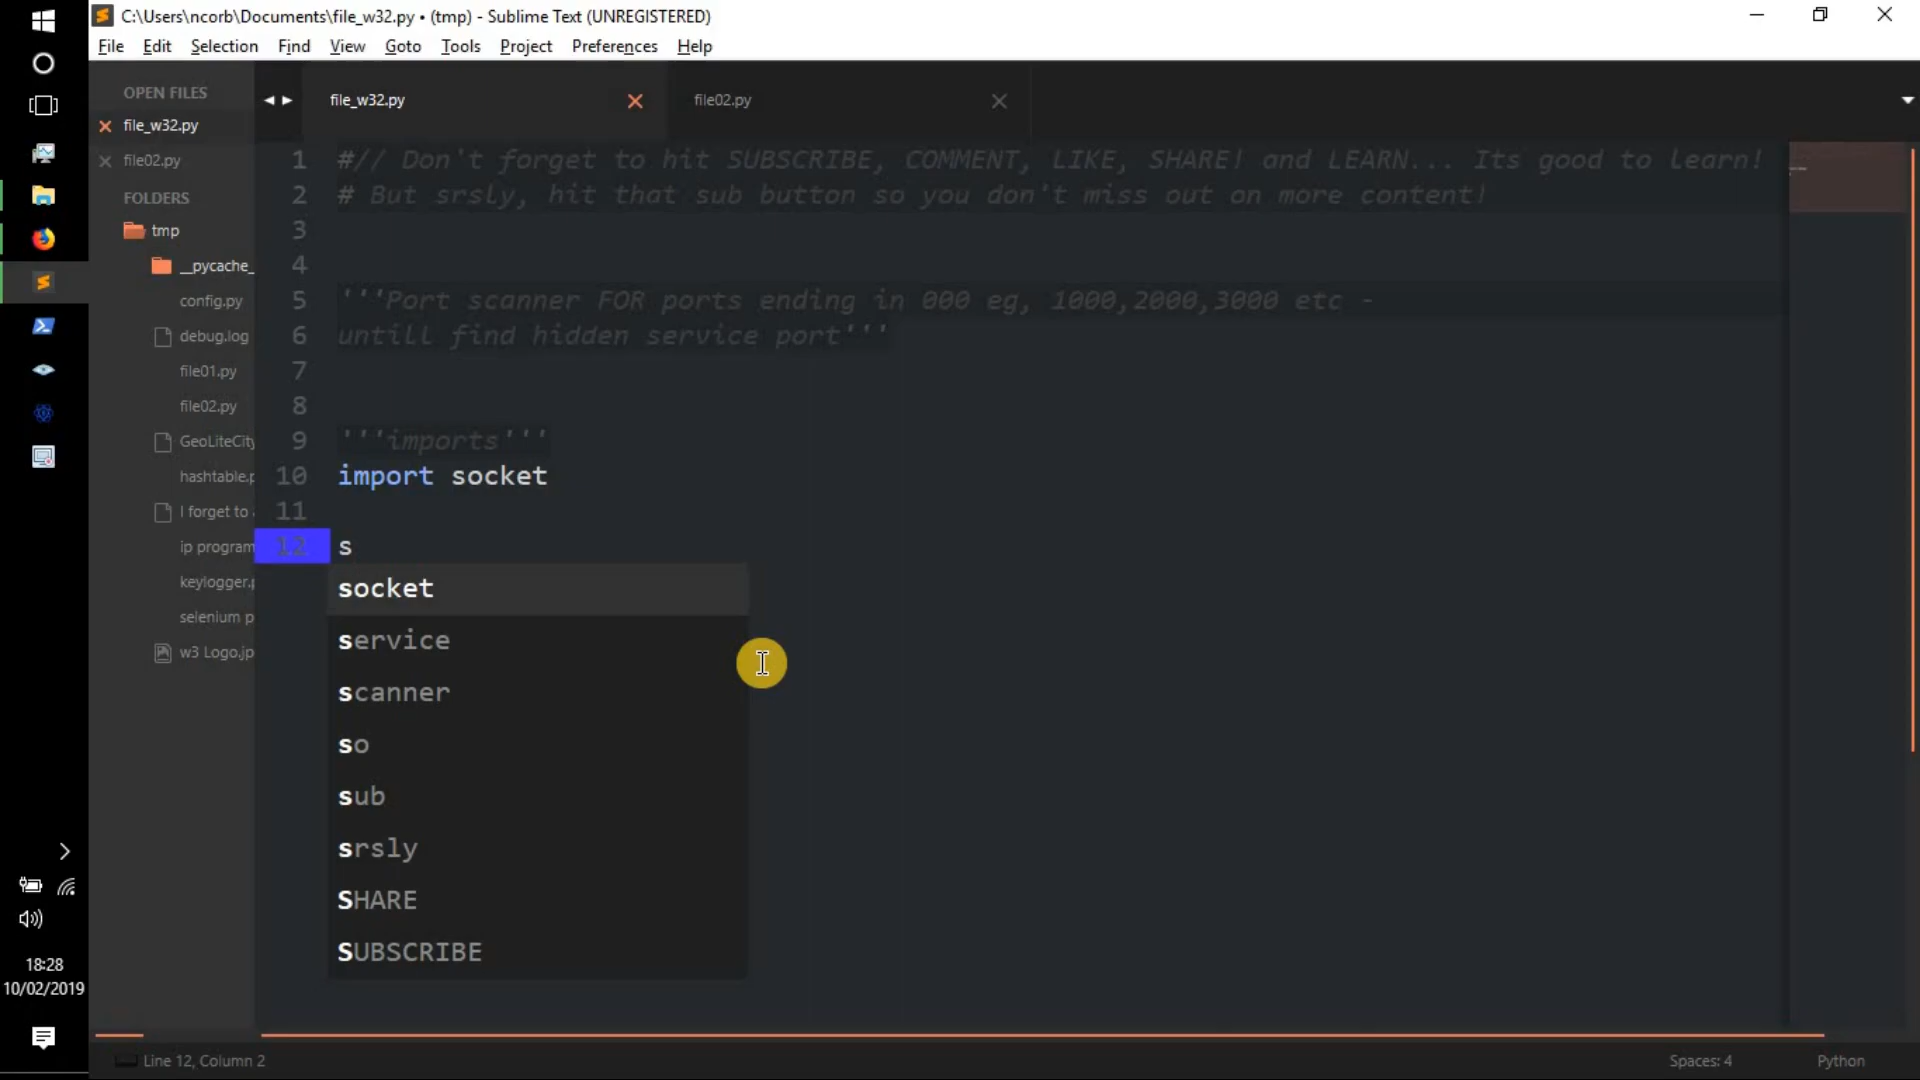 C:\Users\ncorb\Documents\file_w32.py • (tmp) - Sublime Text (UNREGISTERED)
File Edit Selection Find View Goto Tools Project Preferences Help
OPEN FILES
file_w32.py
file02.py
FOLDERS
tmp
__pycache_
config.py
debug.log
file01.py
file02.py
GeoLiteCity
hashtable.p
I forget to
ip program
keylogger.p
selenium p
w3 Logo.jp
file_w32.py
file02.py
1 #// Don't forget to hit SUBSCRIBE, COMMENT, LIKE, SHARE! and LEARN... Its good to learn!
2 # But srsly, hit that sub button so you don't miss out on more content!
3
4
5 '''Port scanner FOR ports ending in 000 eg, 1000,2000,3000 etc -
6 untill find hidden service port'''
7
8
9 '''imports'''
10 import socket
11
12 s
socket
service
scanner
so
sub
srsly
SHARE
SUBSCRIBE
18:28
10/02/2019
Line 12, Column 2
Spaces: 4
Python